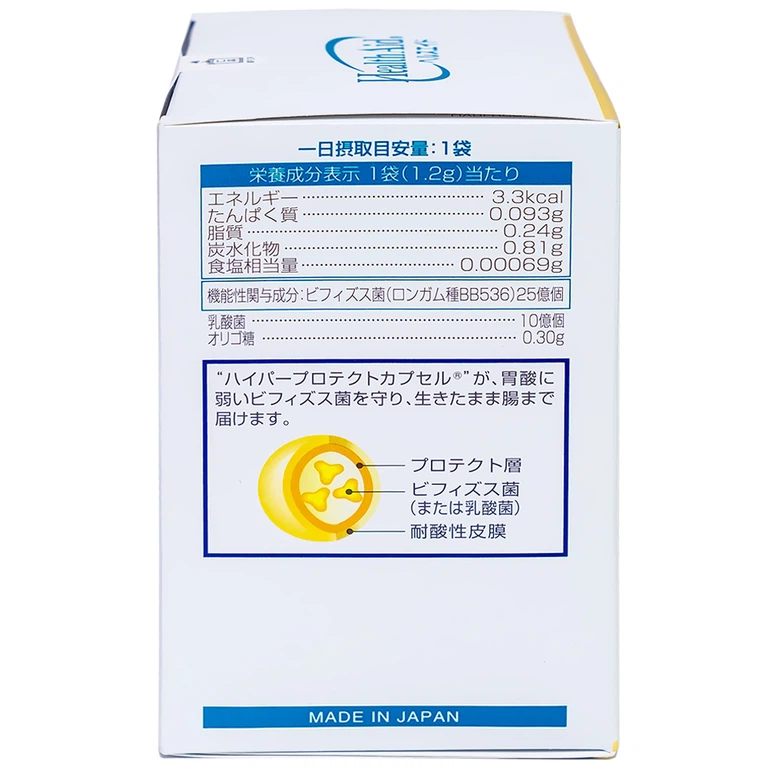 Health Aid®
ヘルスエイド
一日摂取目安量：1袋
栄養成分表示 1袋(1.2g)当たり
エネルギー 3.3kcal
たんぱく質 0.093g
脂質 0.24g
炭水化物 0.81g
食塩相当量 0.00069g
機能性関与成分：ビフィズス菌(ロンガム種BB536)25億個
乳酸菌 10億個
オリゴ糖 0.30g
“ハイパープロテクトカプセル®”が、胃酸に
弱いビフィズス菌を守り、生きたまま腸まで
届けます。
プロテクト層
ビフィズス菌
(または乳酸菌)
耐酸性皮膜
MADE IN JAPAN